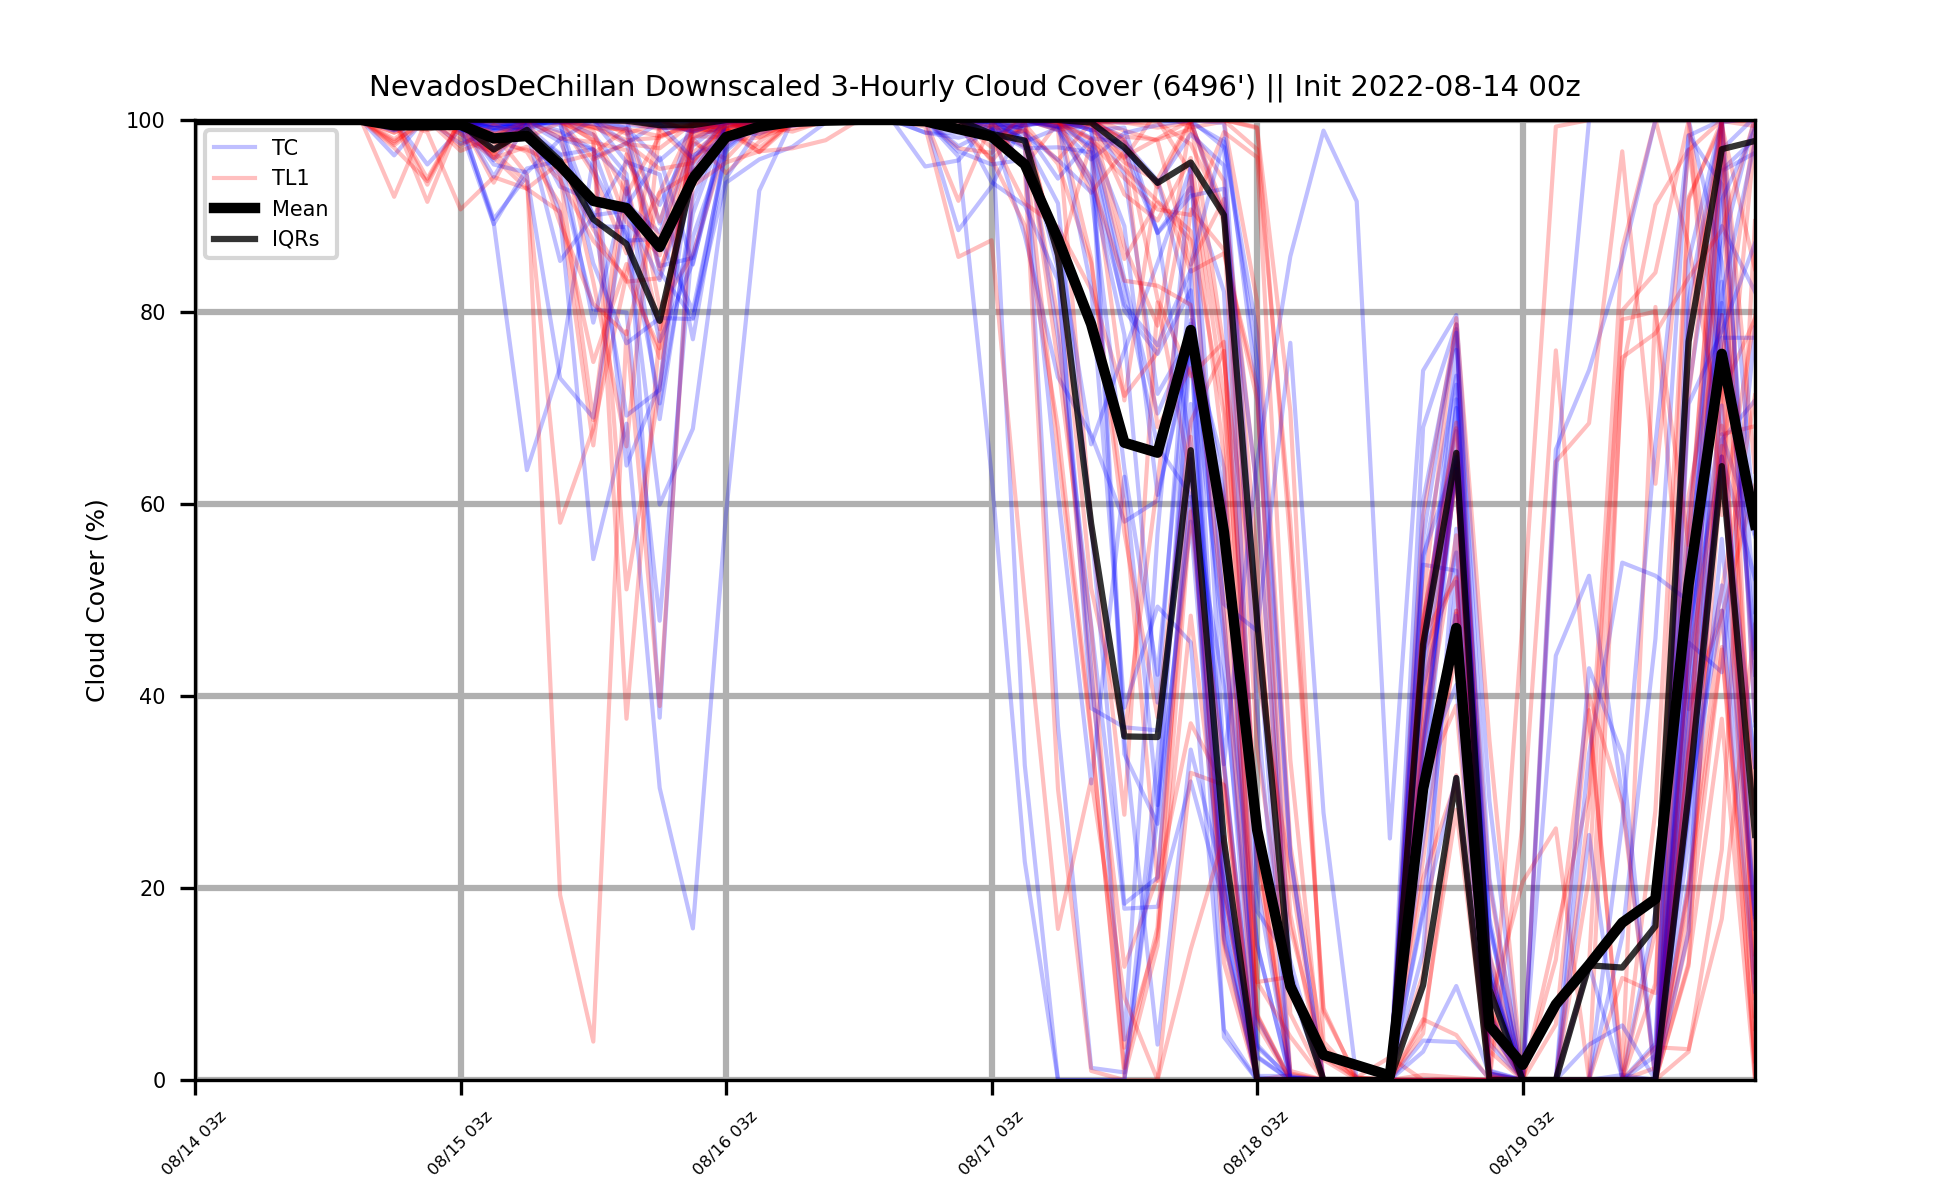 NevadosDeChillan Downscaled 3-Hourly Cloud Cover (6496') || Init 2022-08-14 00z
Cloud Cover (%)
100
80
60
40
20
0
TC
TL1
Mean
IQRs
08/14 03z
08/15 03z
08/16 03z
08/17 03z
08/18 03z
08/19 03z